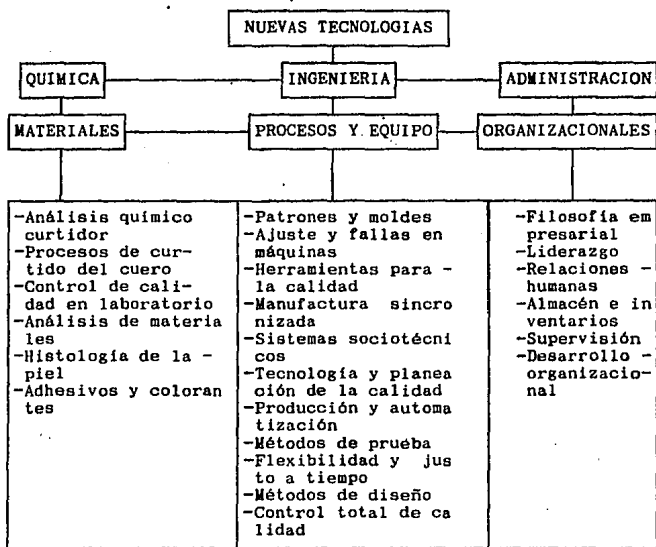 NUEVAS TECNOLOGIAS
QUIMICA
INGENIERIA
ADMINISTRACION
MATERIALES
PROCESOS Y EQUIPO
ORGANIZACIONALES
-Análisis químico
curtidor
-Procesos de cur-
tido del cuero
-Control de cali-
dad en laboratorio
-Análisis de materia
les
-Histología de la -
piel
-Adhesivos y coloran
tes
-Patrones y moldes
-Ajuste y fallas en
máquinas
-Herramientas para -
la calidad
-Manufactura sincro
nizada
-Sistemas sociotécni
cos
-Tecnología y planea
ción de la calidad
-Producción y automa
tización
-Métodos de prueba
-Flexibilidad y jus
to a tiempo
-Métodos de diseño
-Control total de ca
lidad
-Filosofía em
presarial
-Liderazgo
-Relaciones -
humanas
-Almacén e in
ventarios
-Supervisión
-Desarrollo -
organizacio-
nal